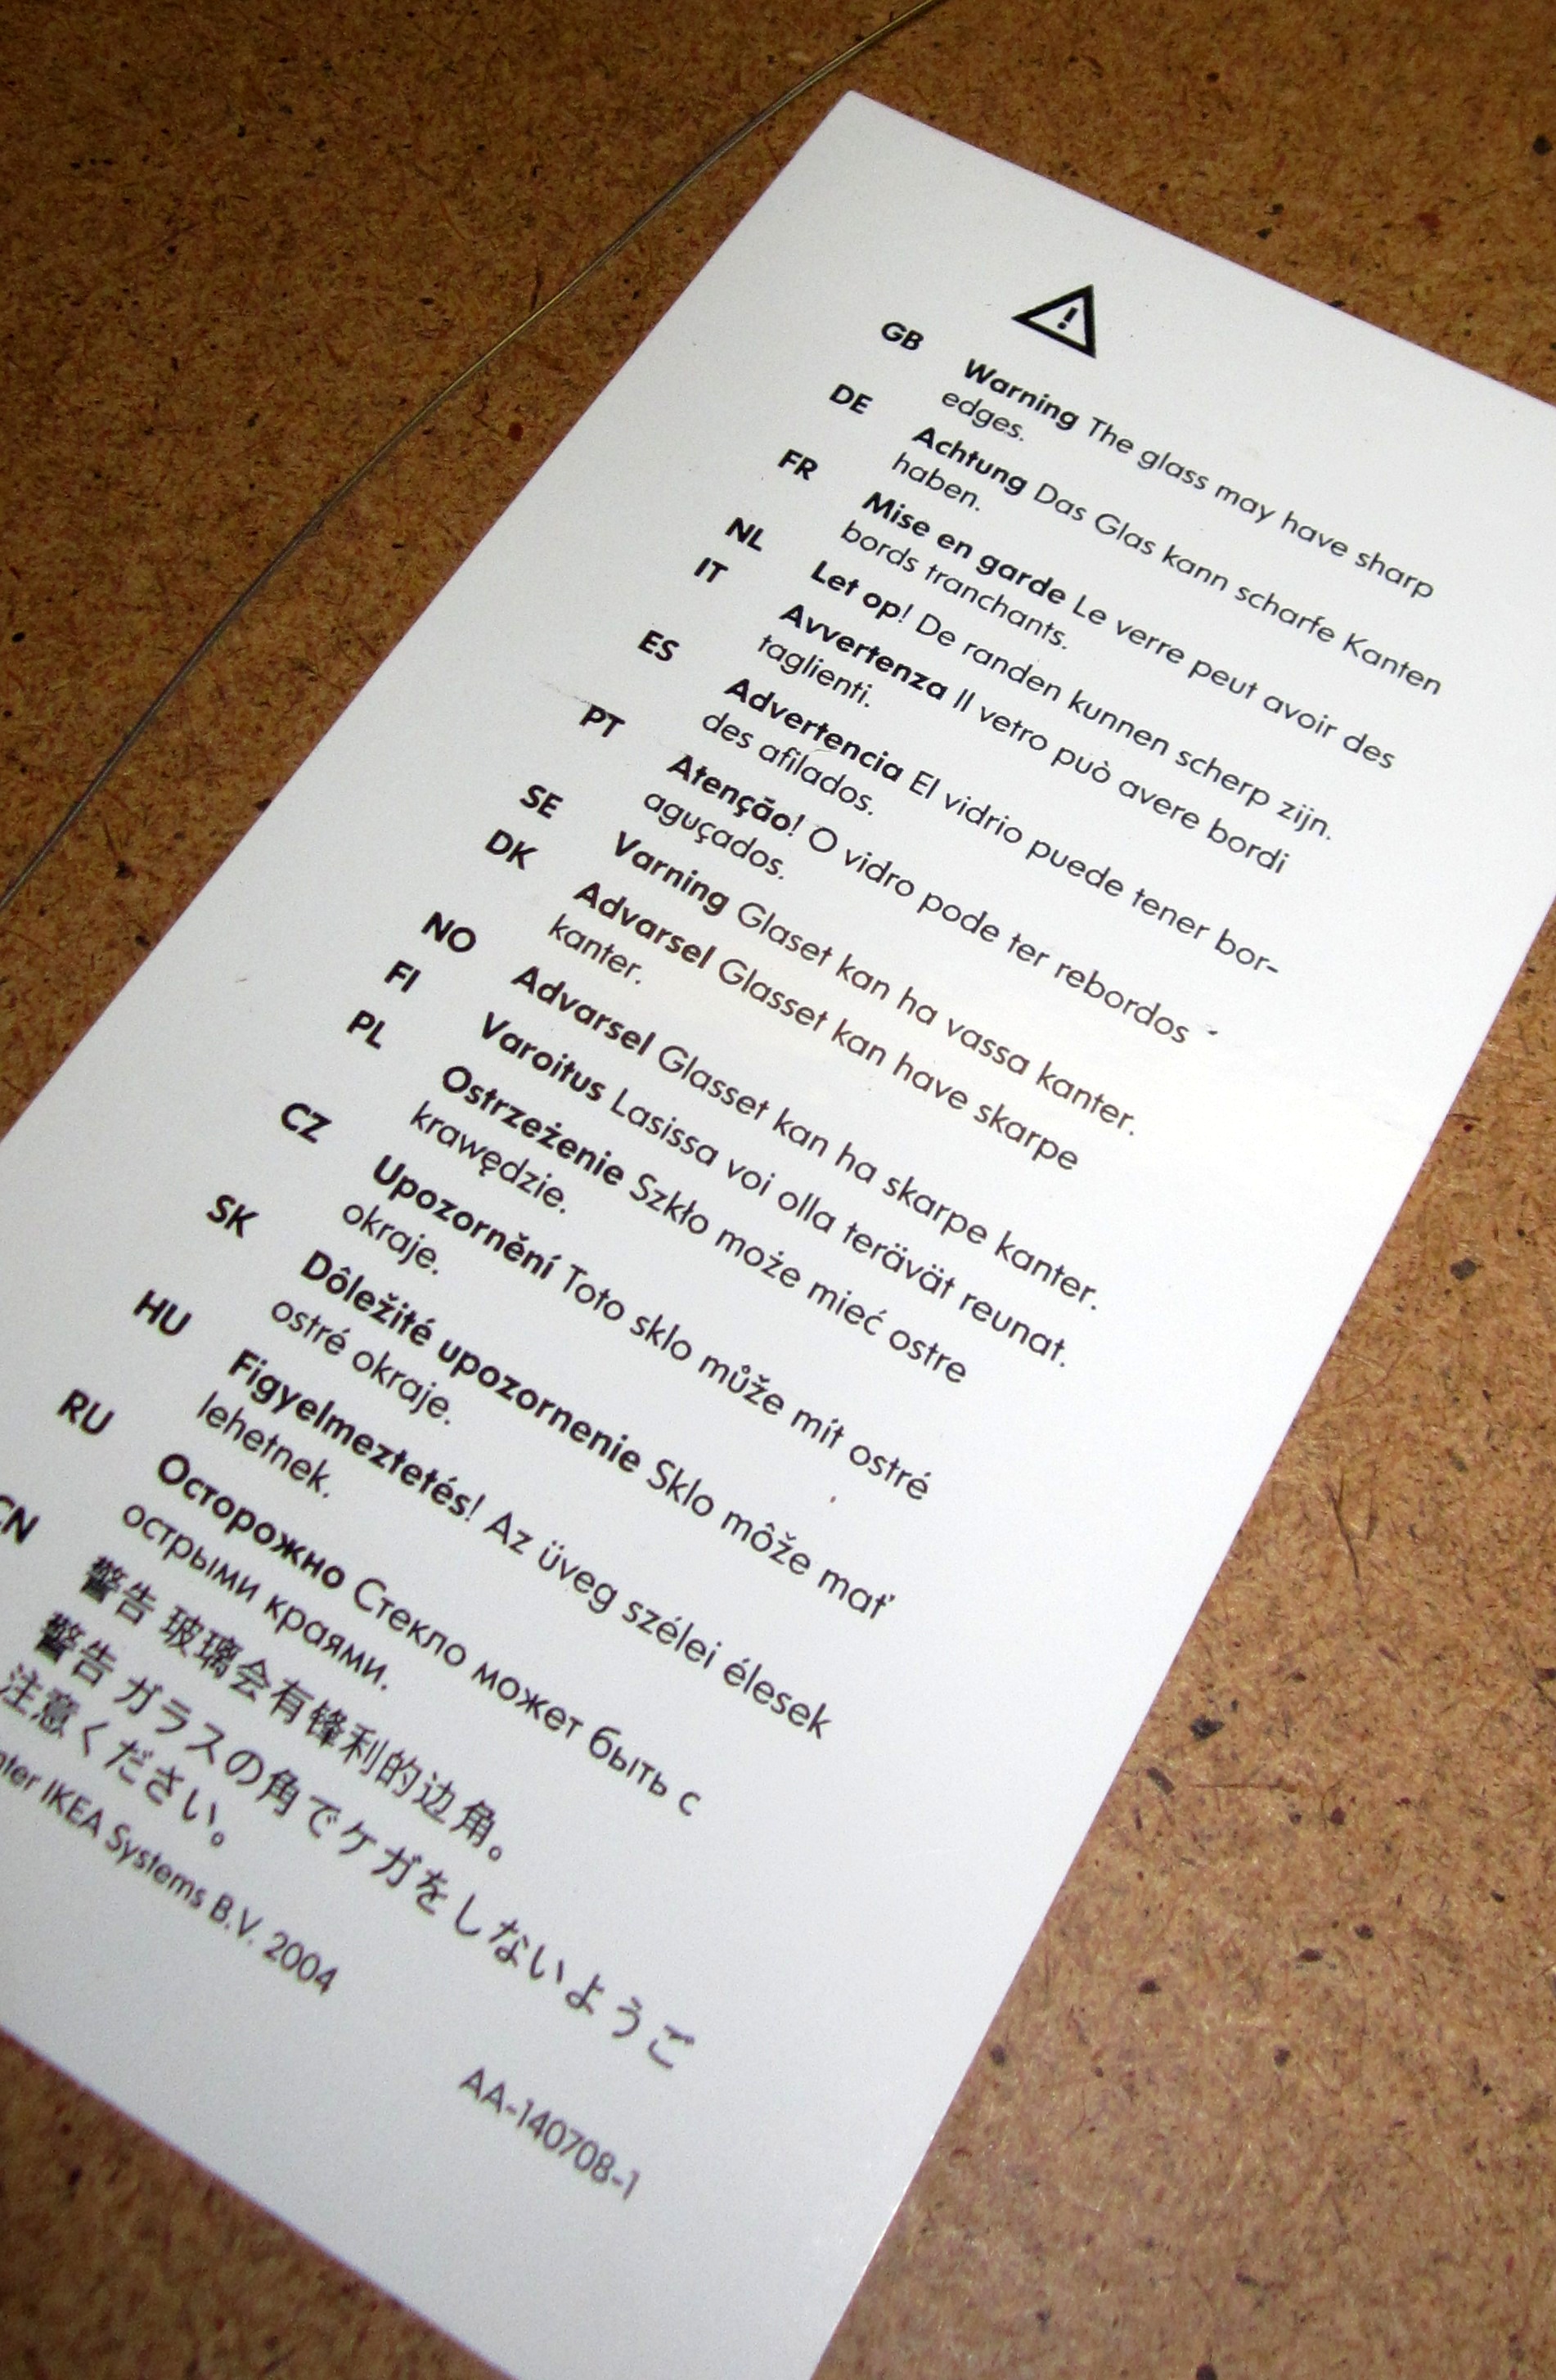 GB Warning The glass may have sharp
edges.
DE Achtung Das Glas kann scharfe Kanten
haben.
FR Mise en garde Le verre peut avoir des
bords tranchants.
NL Let op! De randen kunnen scherp zijn.
IT Avvertenza Il vetro può avere bordi
taglienti.
ES Advertencia El vidrio puede tener bor-
des afilados.
PT Atenção! O vidro pode ter rebordos
aguçados.
SE Varning Glaset kan ha vassa kanter.
DK Advarsel Glasset kan have skarpe
kanter.
NO Advarsel Glasset kan ha skarpe kanter.
FI Varoitus Lasissa voi olla terävät reunat.
PL Ostrzeżenie Szkło może mieć ostre
krawędzie.
CZ Upozornění Toto sklo může mít ostré
okraje.
SK Dôležité upozornenie Sklo môže mať
ostré okraje.
HU Figyelmeztetés! Az üveg szélei élesek
lehetnek.
RU Осторожно Стекло может быть с
острыми краями.
CN 警告 玻璃会有锋利的边角。
警告 ガラスの角でケガをしないようご
注意ください。
IKEA Systems B.V. 2004
AA-140708-1